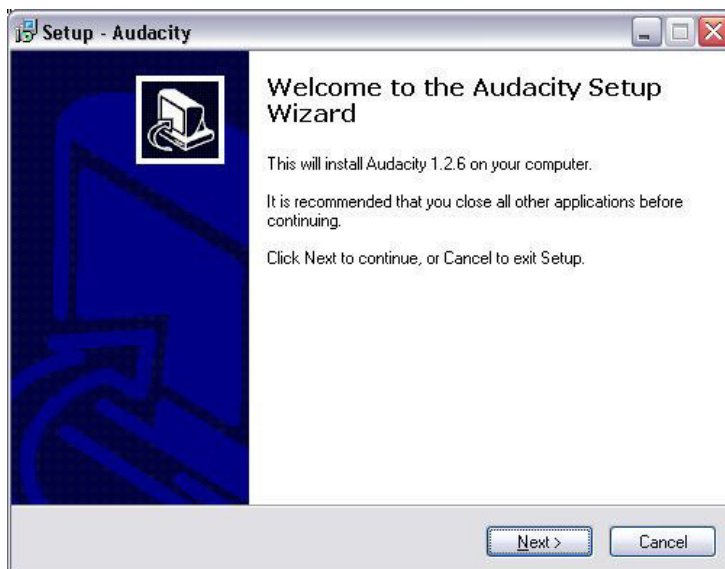 Setup - Audacity
Welcome to the Audacity Setup
Wizard
This will install Audacity 1.2.6 on your computer.
It is recommended that you close all other applications before
continuing.
Click Next to continue, or Cancel to exit Setup.
Next >
Cancel